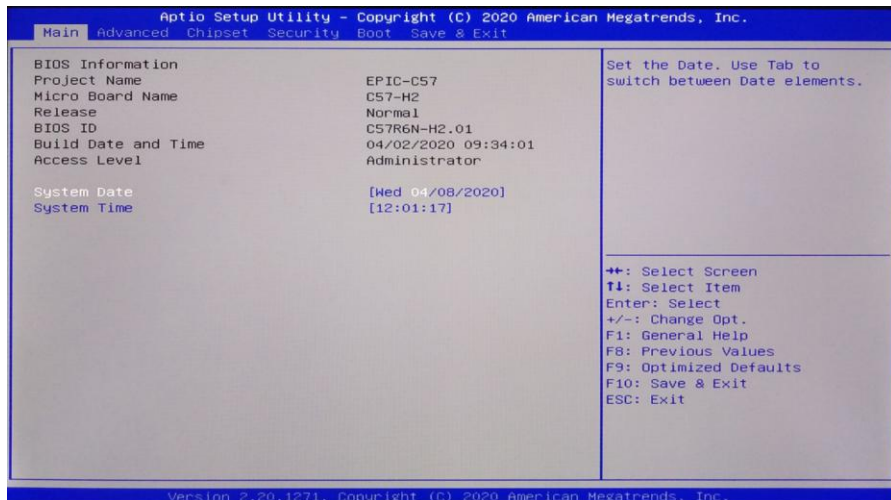 Aptio Setup Utility – Copyright (C) 2020 American Megatrends, Inc.
Main Advanced Chipset Security Boot Save & Exit
BIOS Information
Project Name EPIC-C57
Micro Board Name C57-H2
Release Normal
BIOS ID C57R6N-H2.01
Build Date and Time 04/02/2020 09:34:01
Access Level Administrator
System Date [Wed 04/08/2020]
System Time [12:01:17]
Set the Date. Use Tab to
switch between Date elements.
→←: Select Screen
↑↓: Select Item
Enter: Select
+/-: Change Opt.
F1: General Help
F8: Previous Values
F9: Optimized Defaults
F10: Save & Exit
ESC: Exit
Version 2.20.1271. Copyright (C) 2020 American Megatrends, Inc.